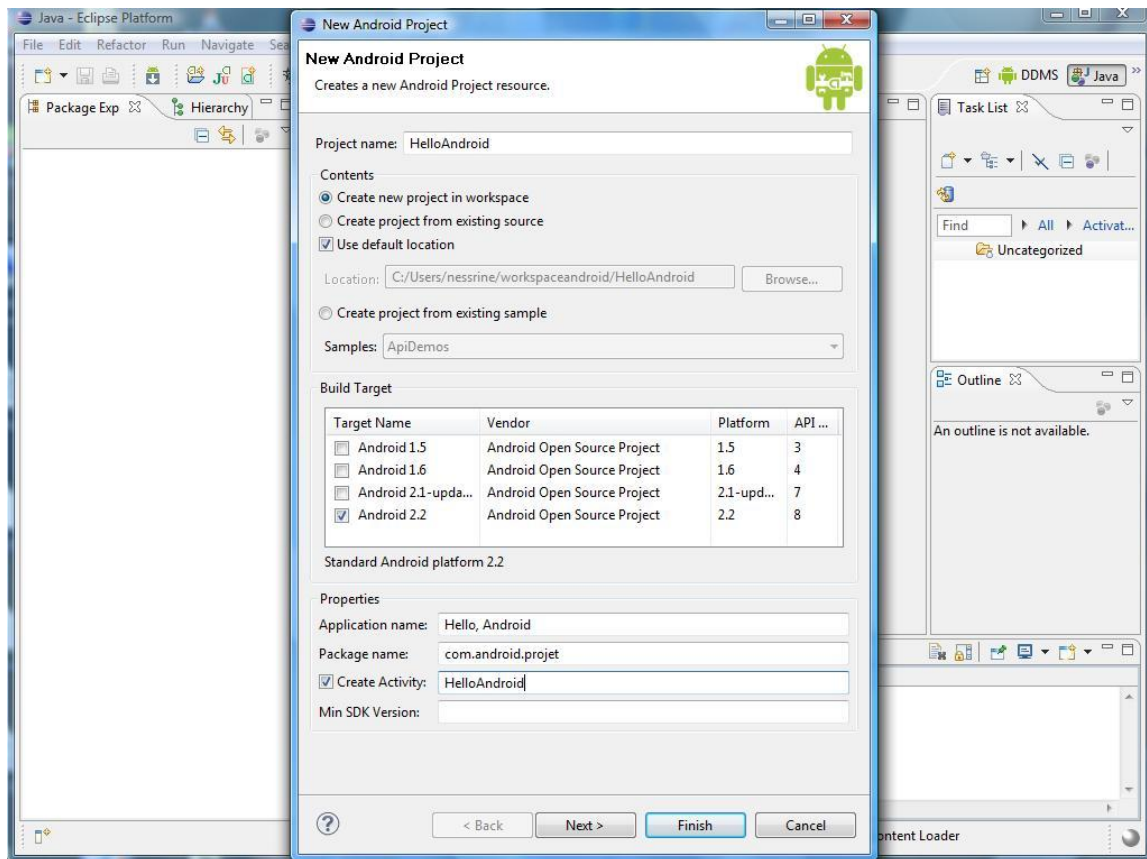 Java - Eclipse Platform
File Edit Refactor Run Navigate Sea
DDMS Java »
Package Exp Hierarchy
New Android Project
New Android Project
Creates a new Android Project resource.
Project name: HelloAndroid
Contents
Create new project in workspace
Create project from existing source
Use default location
Location: C:/Users/nessrine/workspaceandroid/HelloAndroid Browse...
Create project from existing sample
Samples: ApiDemos
Build Target
Target Name Vendor Platform API ...
Android 1.5 Android Open Source Project 1.5 3
Android 1.6 Android Open Source Project 1.6 4
Android 2.1-upda... Android Open Source Project 2.1-upd... 7
Android 2.2 Android Open Source Project 2.2 8
Standard Android platform 2.2
Properties
Application name: Hello, Android
Package name: com.android.projet
Create Activity: HelloAndroid
Min SDK Version:
? < Back Next > Finish Cancel
Task List
Find All Activat...
Uncategorized
Outline
An outline is not available.
ontent Loader